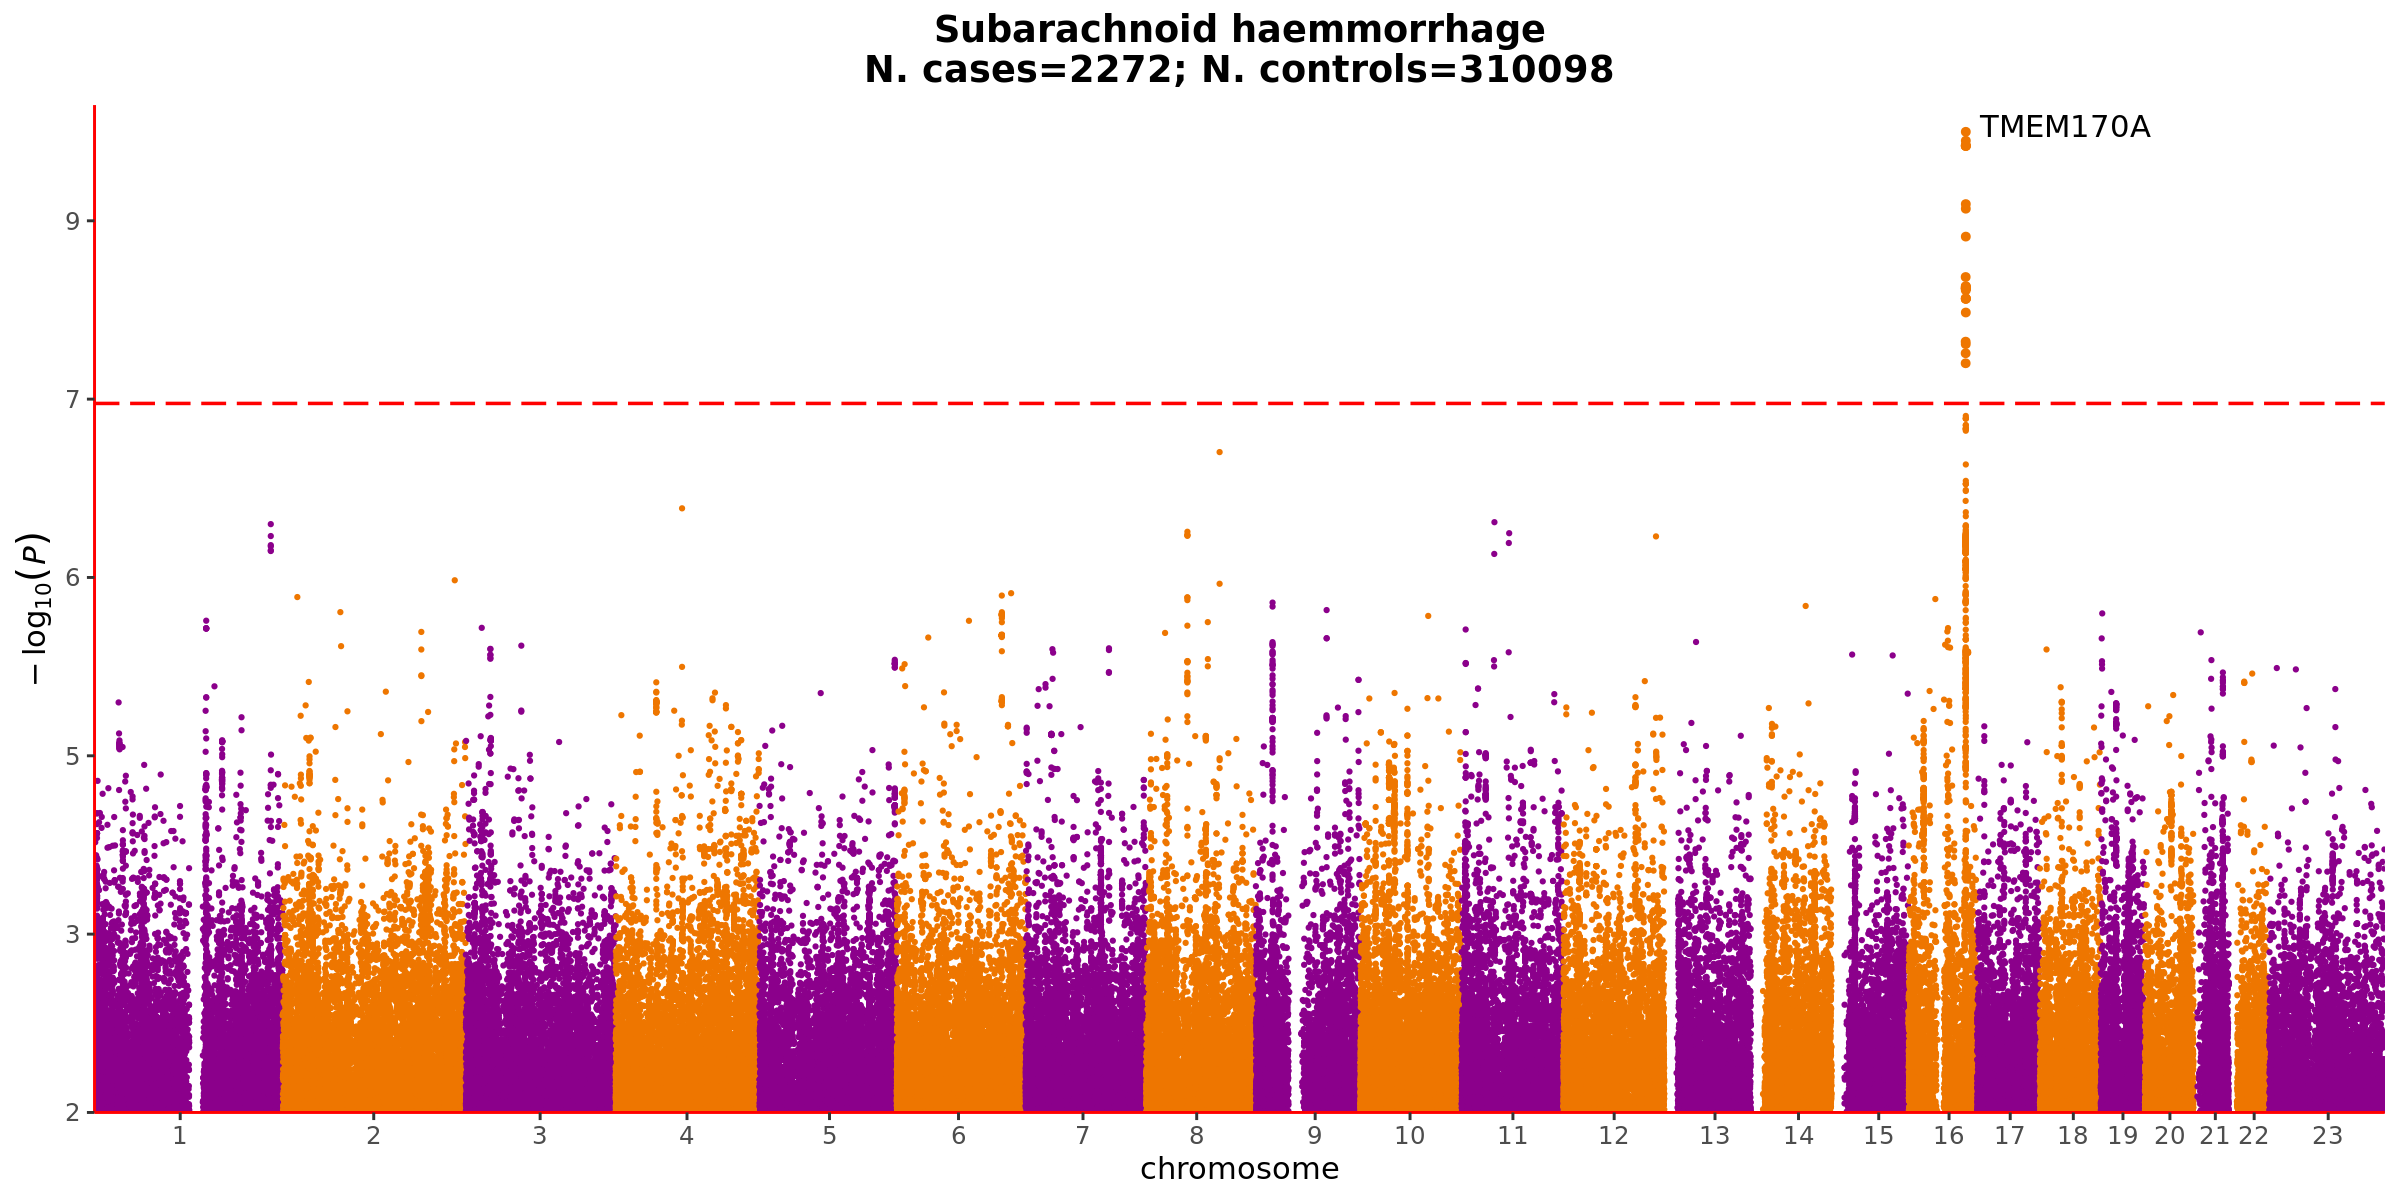 Subarachnoid haemmorrhage
N. cases=2272; N. controls=310098
TMEM170A
9
7
6
5
3
2
− log10(P)
1 2 3 4 5 6 7 8 9 10 11 12 13 14 15 16 17 18 19 20 21 22 23
chromosome